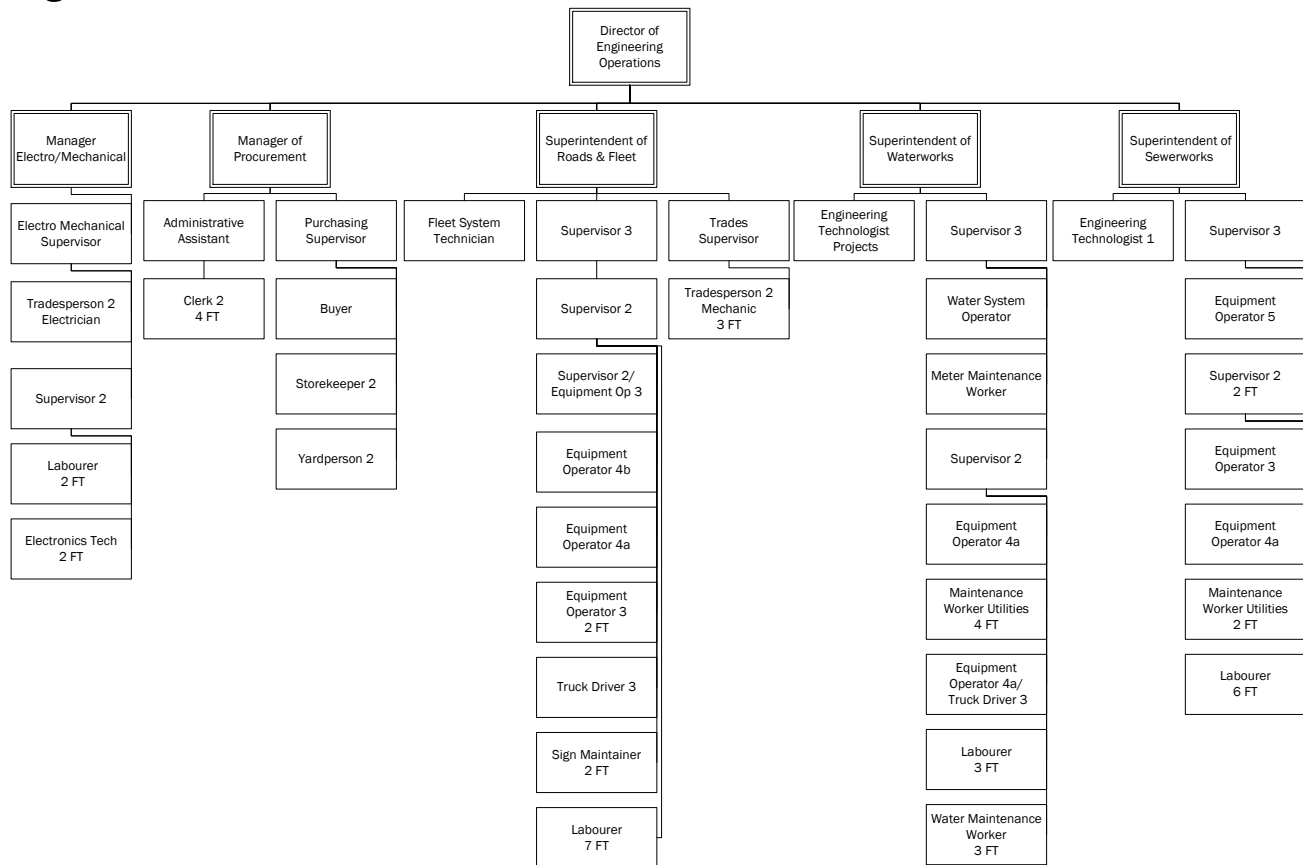 Director of
Engineering
Operations
Manager
Electro/Mechanical
Manager of
Procurement
Superintendent of
Roads & Fleet
Superintendent of
Waterworks
Superintendent of
Sewerworks
Electro Mechanical
Supervisor
Administrative
Assistant
Purchasing
Supervisor
Fleet System
Technician
Supervisor 3
Trades
Supervisor
Engineering
Technologist
Projects
Supervisor 3
Engineering
Technologist 1
Supervisor 3
Tradesperson 2
Electrician
Clerk 2
4 FT
Buyer
Supervisor 2
Tradesperson 2
Mechanic
3 FT
Water System
Operator
Equipment
Operator 5
Supervisor 2
Storekeeper 2
Supervisor 2/
Equipment Op 3
Meter Maintenance
Worker
Supervisor 2
2 FT
Labourer
2 FT
Yardperson 2
Equipment
Operator 4b
Supervisor 2
Equipment
Operator 3
Electronics Tech
2 FT
Equipment
Operator 4a
Equipment
Operator 4a
Equipment
Operator 4a
Equipment
Operator 3
2 FT
Maintenance
Worker Utilities
4 FT
Maintenance
Worker Utilities
2 FT
Truck Driver 3
Equipment
Operator 4a/
Truck Driver 3
Labourer
6 FT
Sign Maintainer
2 FT
Labourer
3 FT
Labourer
7 FT
Water Maintenance
Worker
3 FT